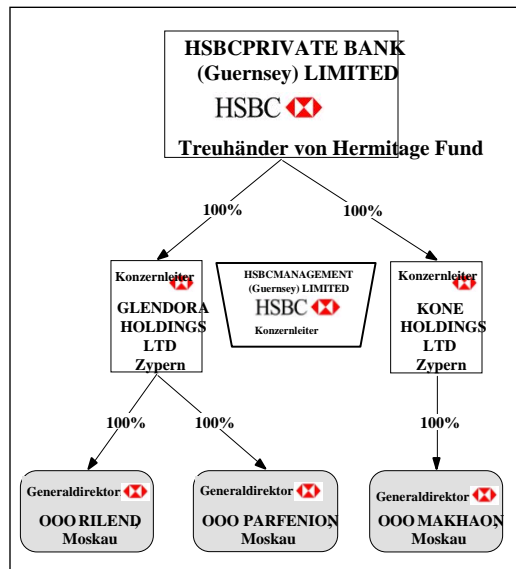 HSBCPRIVATE BANK
(Guernsey) LIMITED
HSBC
Treuhänder von Hermitage Fund
100%
100%
Konzernleiter
GLENDORA
HOLDINGS
LTD
Zypern
HSBCMANAGEMENT
(Guernsey) LIMITED
HSBC
Konzernleiter
Konzernleiter
KONE
HOLDINGS
LTD
Zypern
100%
100%
100%
Generaldirektor
OOO RILEND,
Moskau
Generaldirektor
OOO PARFENION,
Moskau
Generaldirektor
OOO MAKHAON,
Moskau